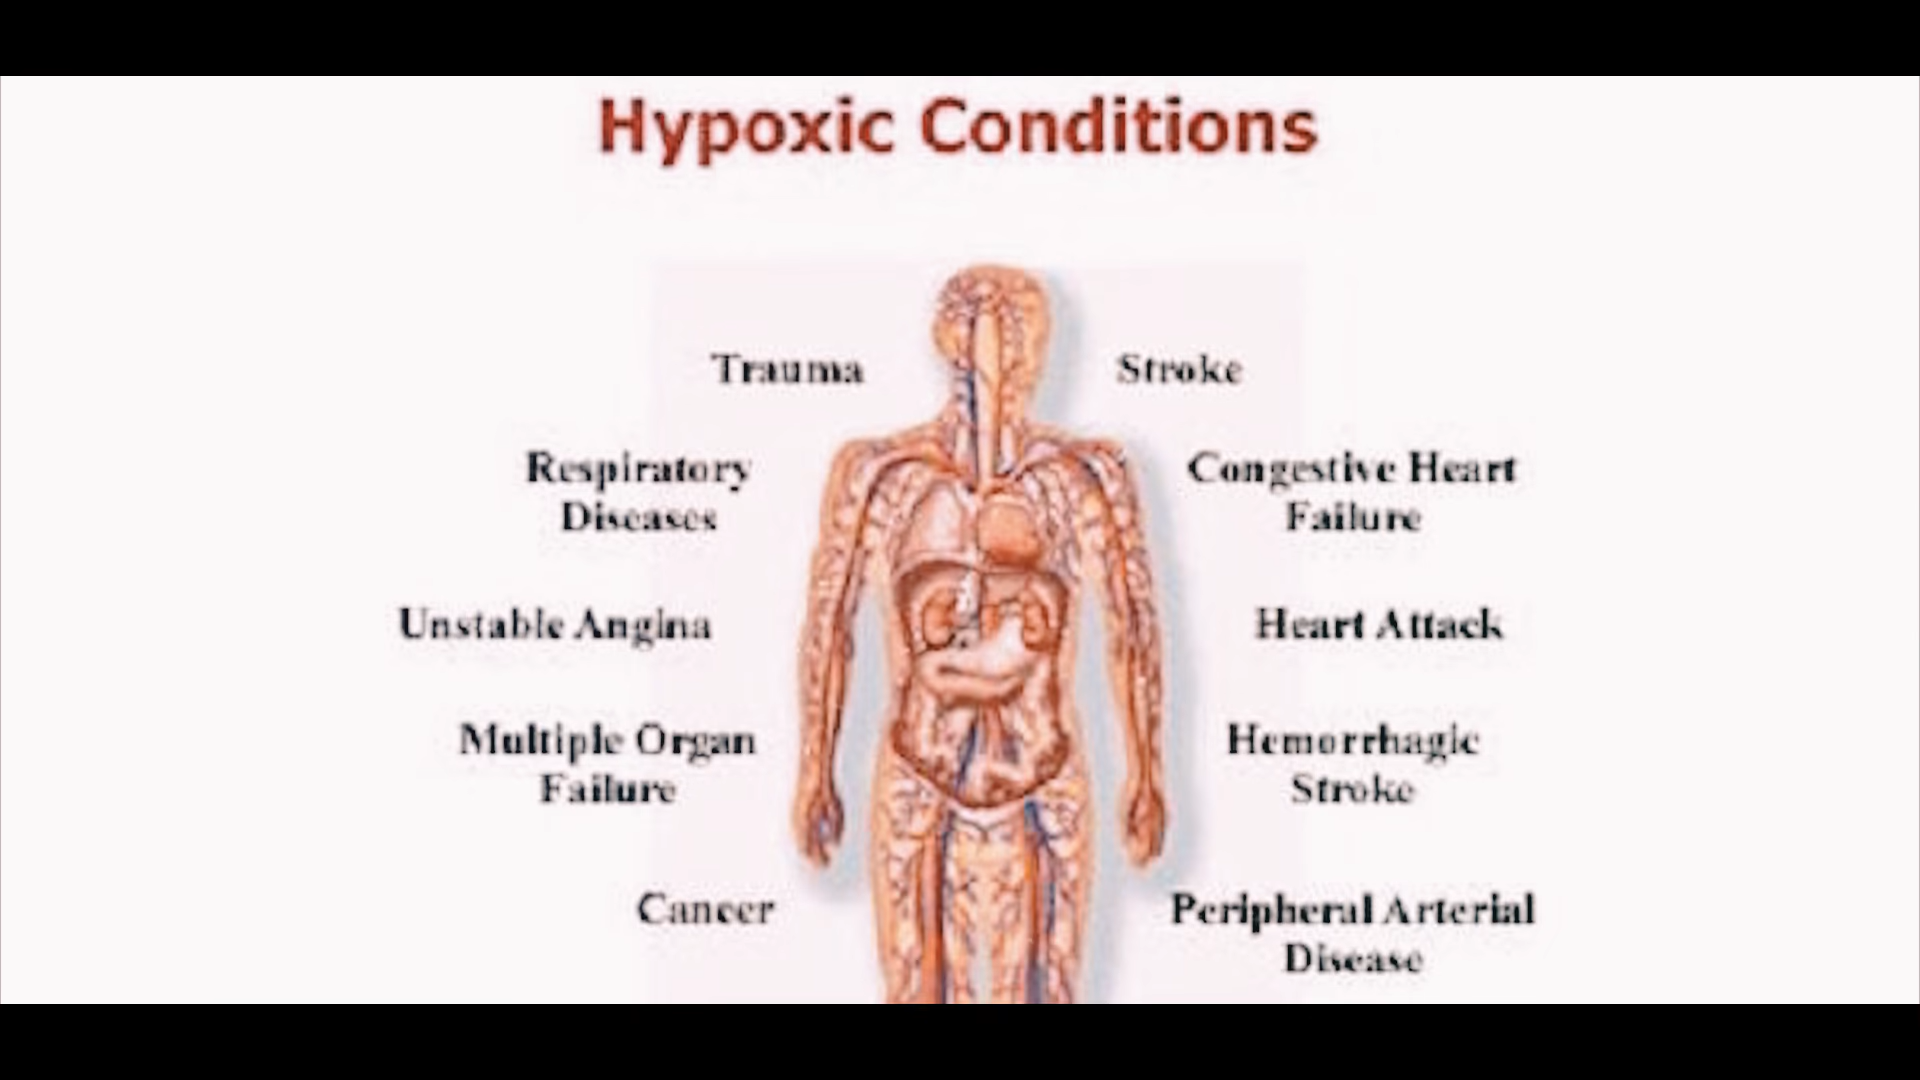 Hypoxic Conditions
Trauma
Stroke
Respiratory
Diseases
Congestive Heart
Failure
Unstable Angina
Heart Attack
Multiple Organ
Failure
Hemorrhagic
Stroke
Cancer
Peripheral Arterial
Disease